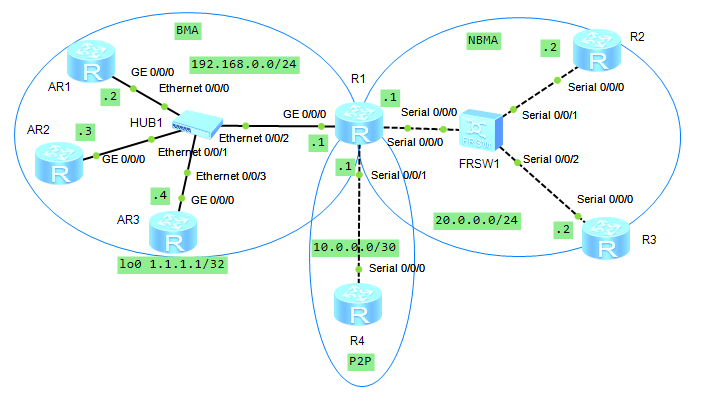 BMA
NBMA
R2
.2
192.168.0.0/24
R1
GE 0/0/0
AR1
Ethernet 0/0/0
.2
Serial 0/0/0
.1
Serial 0/0/0
Serial 0/0/1
HUB1
GE 0/0/0
AR2
.3
Ethernet 0/0/2
.1
Serial 0/0/0
FRSW
FRSW1
Ethernet 0/0/1
GE 0/0/0
.1
Serial 0/0/1
Serial 0/0/2
Ethernet 0/0/3
.4
GE 0/0/0
Serial 0/0/0
AR3
20.0.0.0/24
.2
R3
10.0.0.0/30
lo0 1.1.1.1/32
Serial 0/0/0
R4
P2P
R
R
R
R
R
R
R